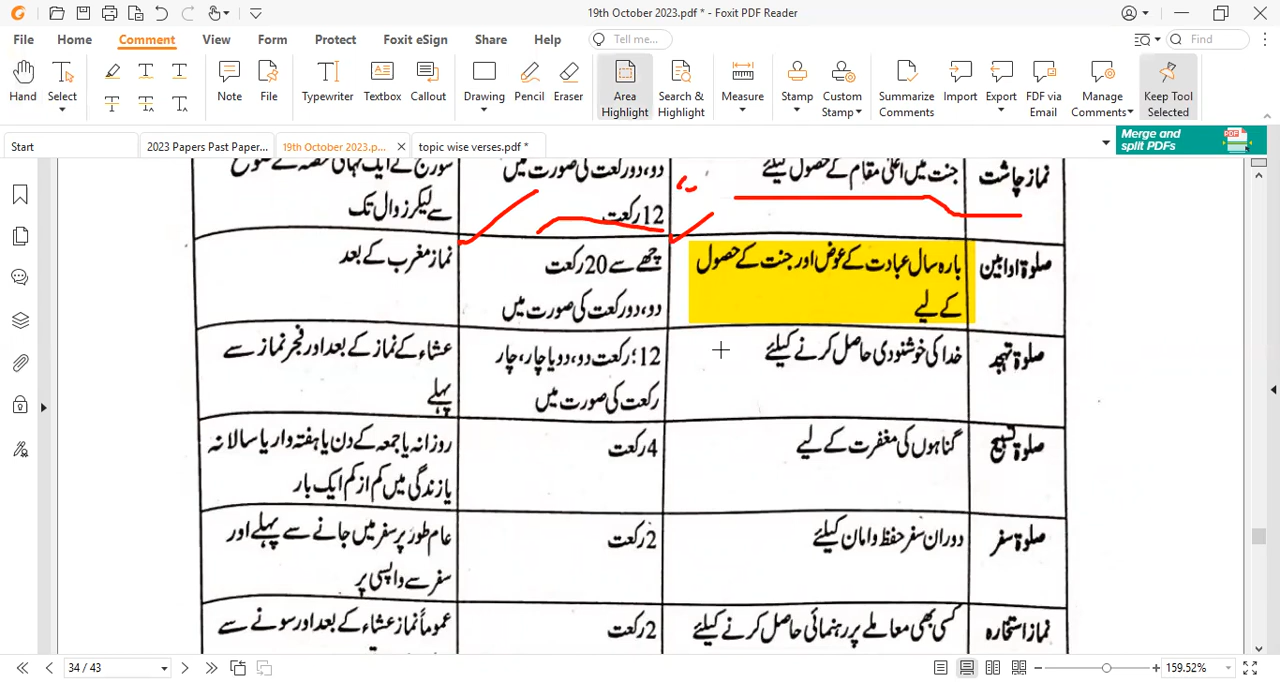 19th October 2023.pdf * - Foxit PDF Reader
File Home Comment View Form Protect Foxit eSign Share Help Tell me... Find
Hand Select Note File Typewriter Textbox Callout Drawing Pencil Eraser Area Highlight Search & Highlight Measure Stamp Custom Stamp Summarize Comments Import Export FDF via Email Manage Comments Keep Tool Selected
Start 2023 Papers Past Paper... 19th October 2023.p... topic wise verses.pdf * Merge and split PDFs
نماز چاشت
جنت میں اعلیٰ مقام کے حصول کیلئے
دو، دور کعت کی صورت میں
12 رکعت
سورج کے ایک تہائی حصہ کے طلوع
سے لیکر زوال تک
صلوۃ اوابین
بارہ سال عبادت کے عوض اور جنت کے حصول
کے لیے
چھے سے 20 رکعت
دو، دور کعت کی صورت میں
نماز مغرب کے بعد
صلوۃ تہجد
خدا کی خوشنودی حاصل کرنے کیلئے
12؛ رکعت دو، دو یا چار، چار
رکعت کی صورت میں
عشاء کے نماز کے بعد اور فجر نماز سے
پہلے
صلوۃ تسبیح
گناہوں کی مغفرت کے لیے
4 رکعت
روزانہ یا جمعہ کے دن یا ہفتہ وار یا سالانہ
یا زندگی میں کم از کم ایک بار
صلوۃ سفر
دوران سفر حفظ و امان کیلئے
2 رکعت
عام طور پر سفر میں جانے سے پہلے اور
سفر سے واپسی پر
نماز استخارہ
کسی بھی معاملے پر رہنمائی حاصل کرنے کیلئے
2 رکعت
عموماً نماز عشاء کے بعد اور سونے سے
34 / 43 159.52%